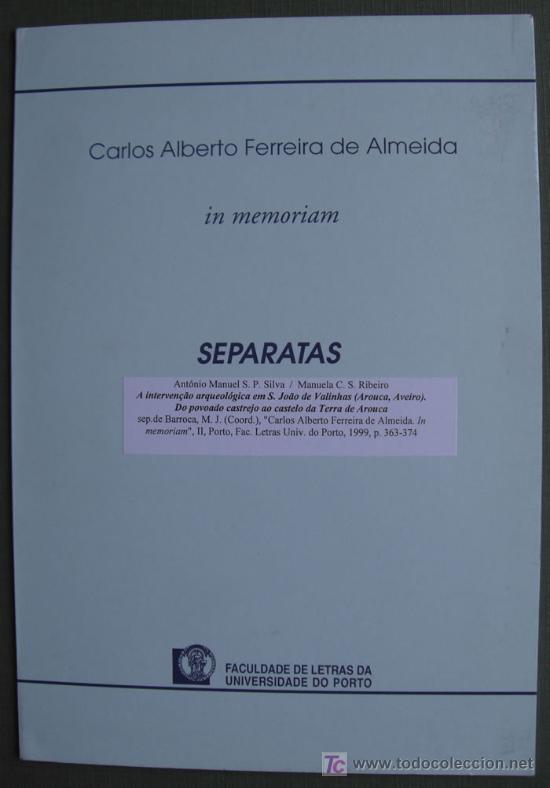 Carlos Alberto Ferreira de Almeida
in memoriam
SEPARATAS
António Manuel S. P. Silva / Manuela C. S. Ribeiro
A intervenção arqueológica em S. João de Valinhas (Arouca, Aveiro).
Do povoado castrejo ao castelo da Terra de Arouca
sep.de Barroca, M. J. (Coord.), "Carlos Alberto Ferreira de Almeida. In
memoriam", II, Porto, Fac. Letras Univ. do Porto, 1999, p. 363-374
FACULDADE DE LETRAS DA
UNIVERSIDADE DO PORTO
TC www.todocoleccion.net